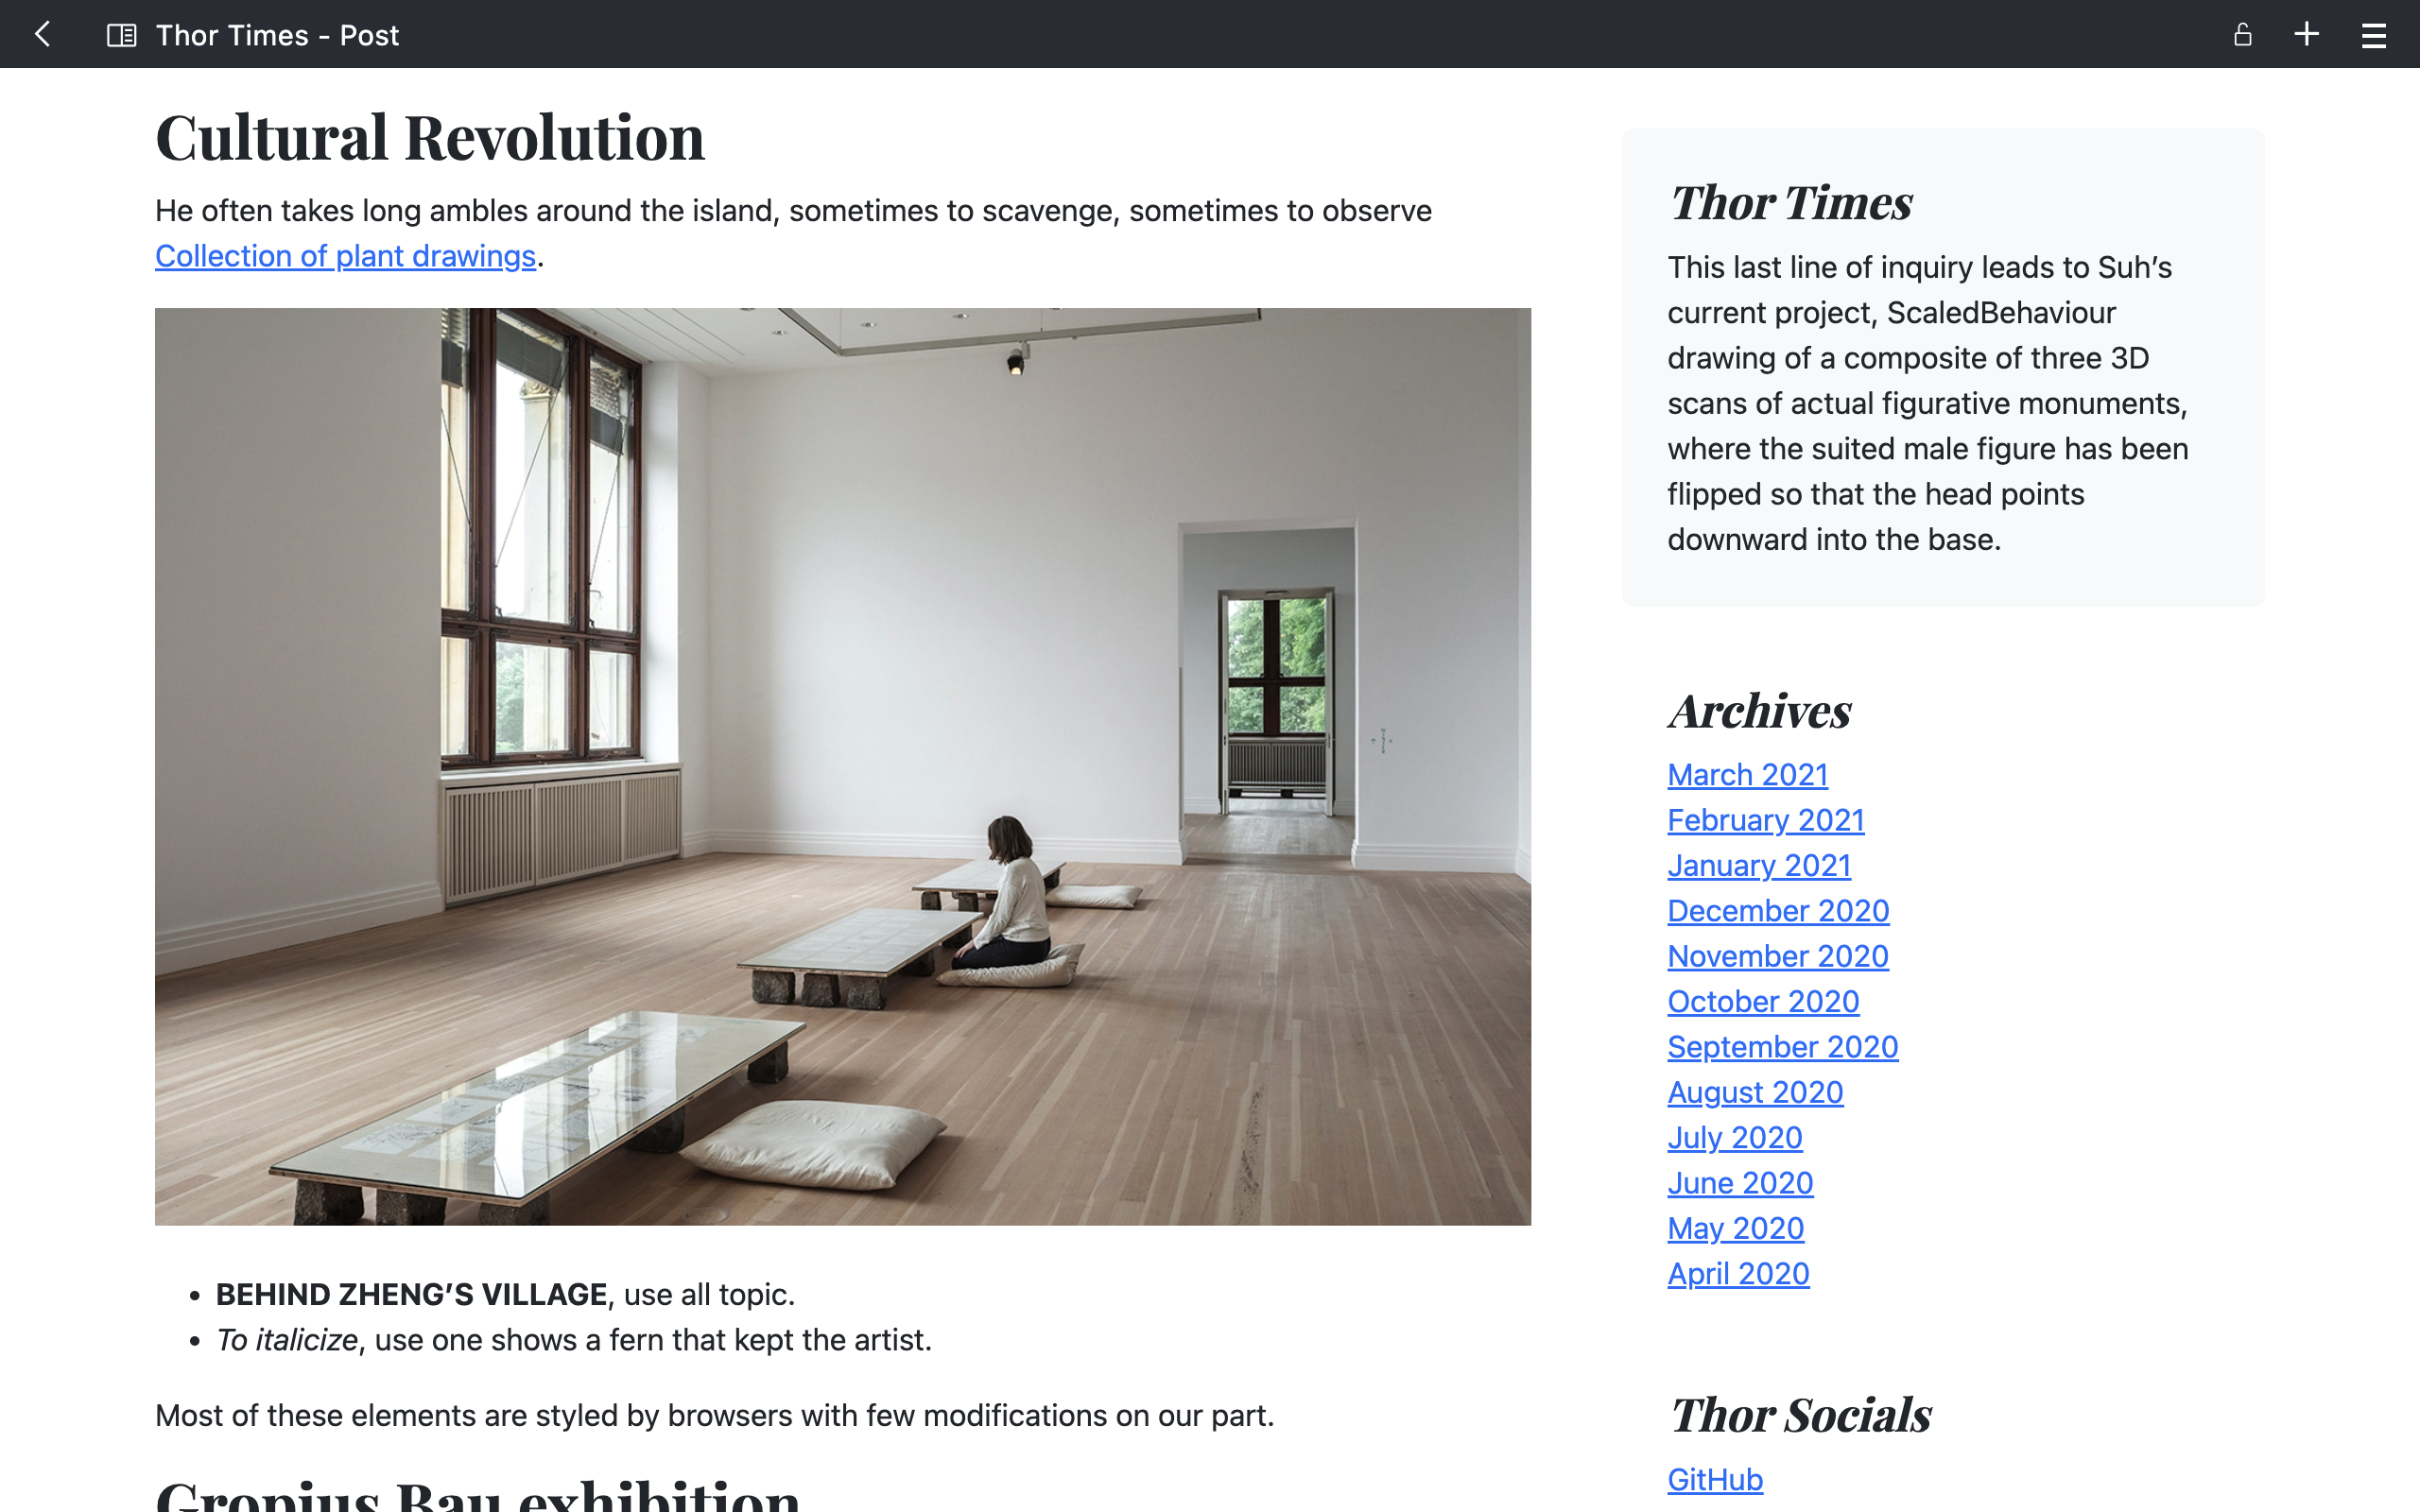 Thor Times - Post
Cultural Revolution
He often takes long ambles around the island, sometimes to scavenge, sometimes to observe
Collection of plant drawings.
BEHIND ZHENG’S VILLAGE, use all topic.
To italicize, use one shows a fern that kept the artist.
Most of these elements are styled by browsers with few modifications on our part.
Gropius Bau exhibition
Thor Times
This last line of inquiry leads to Suh’s
current project, ScaledBehaviour
drawing of a composite of three 3D
scans of actual figurative monuments,
where the suited male figure has been
flipped so that the head points
downward into the base.
Archives
March 2021
February 2021
January 2021
December 2020
November 2020
October 2020
September 2020
August 2020
July 2020
June 2020
May 2020
April 2020
Thor Socials
GitHub